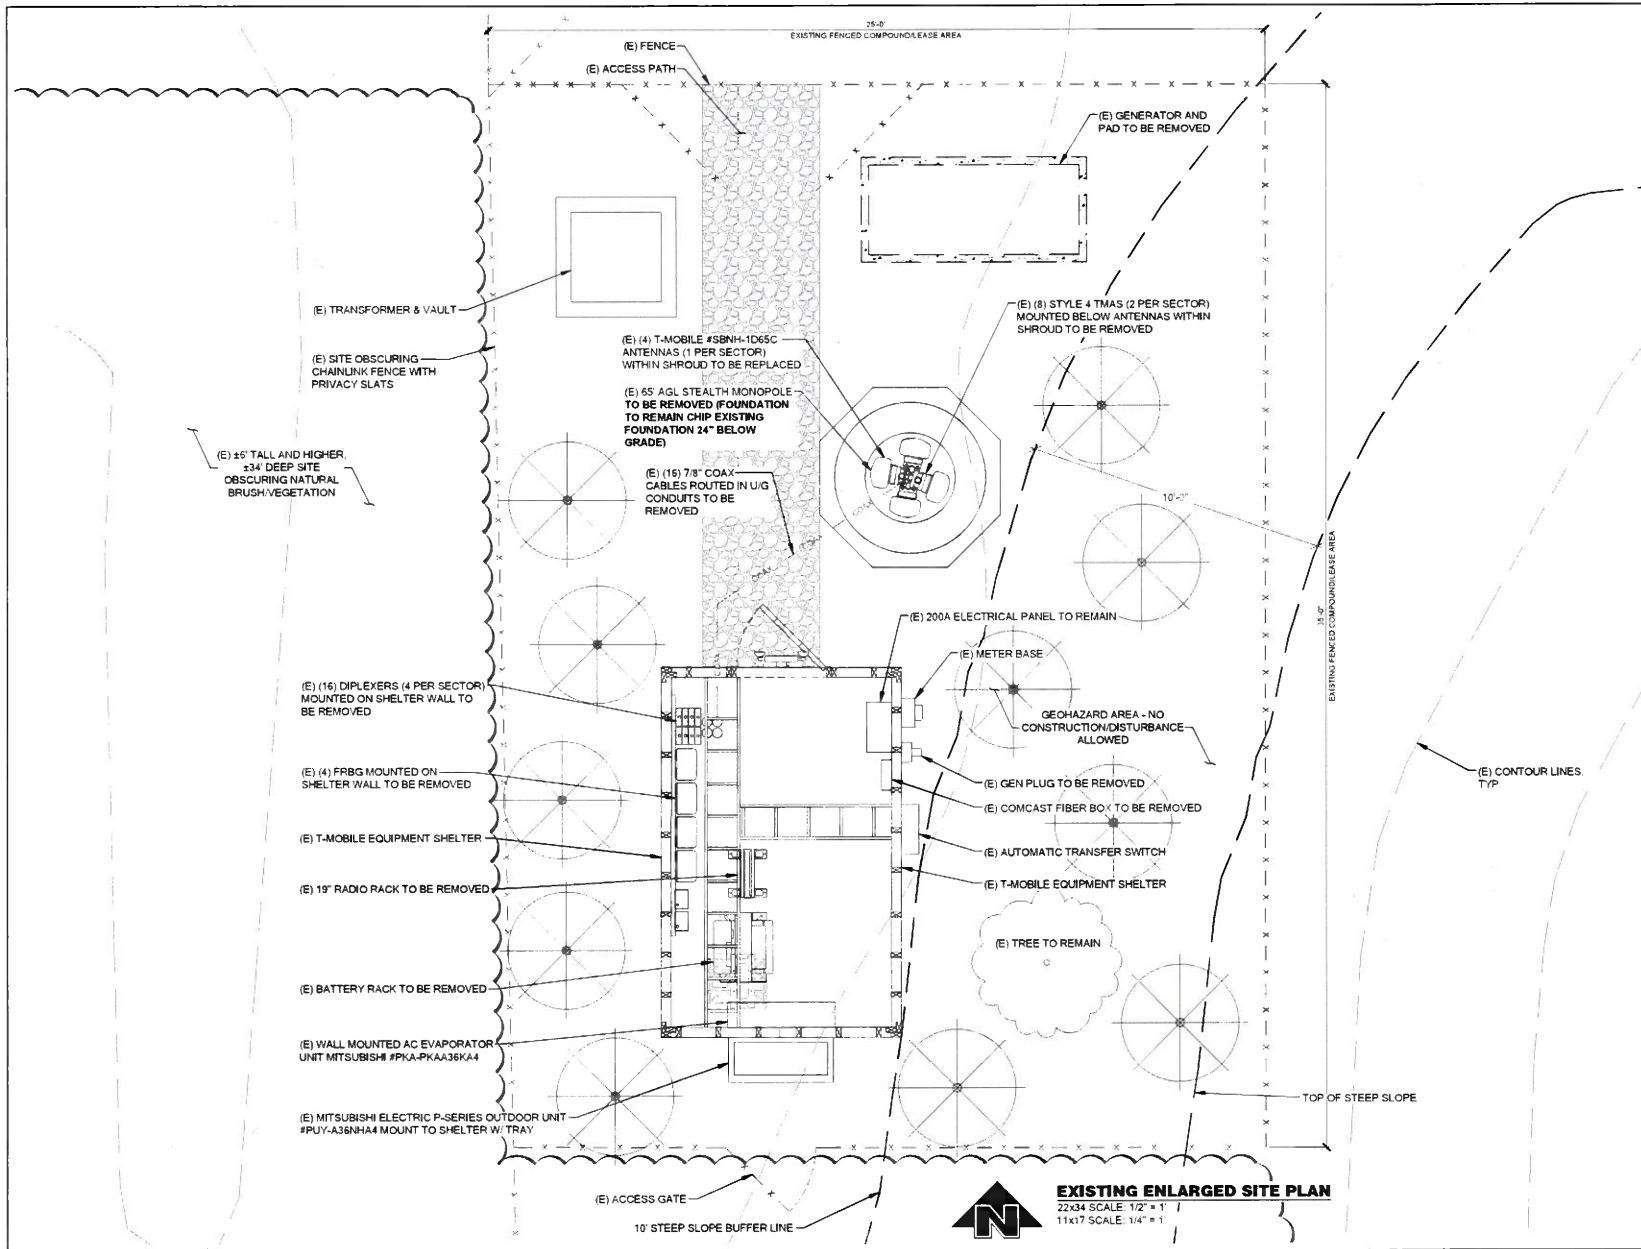 25'-0"
EXISTING FENCED COMPOUND/LEASE AREA
(E) FENCE
(E) ACCESS PATH
(E) GENERATOR AND
PAD TO BE REMOVED
(E) TRANSFORMER & VAULT
(E) SITE OBSCURING
CHAINLINK FENCE WITH
PRIVACY SLATS
(E) ±6' TALL AND HIGHER,
±34' DEEP SITE
OBSCURING NATURAL
BRUSH/VEGETATION
(E) (4) T-MOBILE #SBNH-1D65C
ANTENNAS (1 PER SECTOR)
WITHIN SHROUD TO BE REPLACED
(E) 65' AGL STEALTH MONOPOLE
TO BE REMOVED (FOUNDATION
TO REMAIN CHIP EXISTING
FOUNDATION 24" BELOW
GRADE)
(E) (16) 7/8" COAX
CABLES ROUTED IN U/G
CONDUITS TO BE
REMOVED
(E) (8) STYLE 4 TMAS (2 PER SECTOR)
MOUNTED BELOW ANTENNAS WITHIN
SHROUD TO BE REMOVED
COAX
COAX
COAX
10'-0"
35'-0"
EXISTING FENCED COMPOUND/LEASE AREA
(E) 200A ELECTRICAL PANEL TO REMAIN
(E) METER BASE
GEOHAZARD AREA - NO
CONSTRUCTION/DISTURBANCE
ALLOWED
(E) GEN PLUG TO BE REMOVED
(E) COMCAST FIBER BOX TO BE REMOVED
(E) AUTOMATIC TRANSFER SWITCH
(E) T-MOBILE EQUIPMENT SHELTER
(E) CONTOUR LINES,
TYP
(E) TREE TO REMAIN
TOP OF STEEP SLOPE
(E) (16) DIPLEXERS (4 PER SECTOR)
MOUNTED ON SHELTER WALL TO
BE REMOVED
(E) (4) FRBG MOUNTED ON
SHELTER WALL TO BE REMOVED
(E) T-MOBILE EQUIPMENT SHELTER
(E) 19" RADIO RACK TO BE REMOVED
(E) BATTERY RACK TO BE REMOVED
(E) WALL MOUNTED AC EVAPORATOR
UNIT MITSUBISHI #PKA-PKAA36KA4
(E) MITSUBISHI ELECTRIC P-SERIES OUTDOOR UNIT
#PUY-A36NHA4 MOUNT TO SHELTER W/ TRAY
(E) ACCESS GATE
10' STEEP SLOPE BUFFER LINE
N
EXISTING ENLARGED SITE PLAN
22x34 SCALE: 1/2" = 1'
11x17 SCALE: 1/4" = 1'